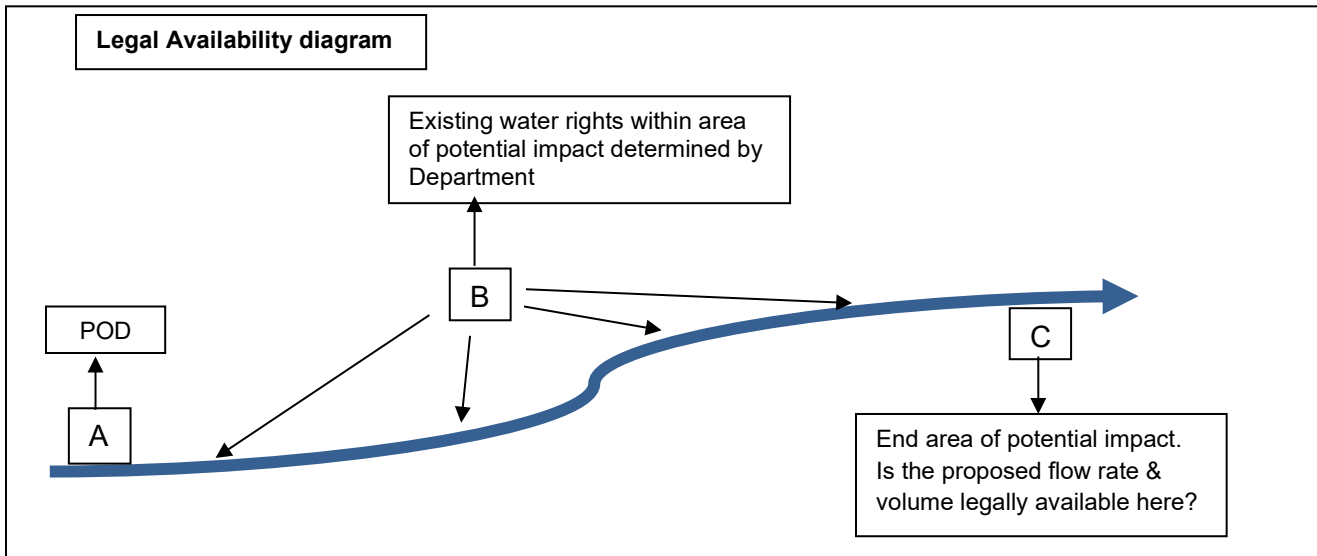 Legal Availability diagram
Existing water rights within area
of potential impact determined by
Department
B
POD
A
C
End area of potential impact.
Is the proposed flow rate &
volume legally available here?